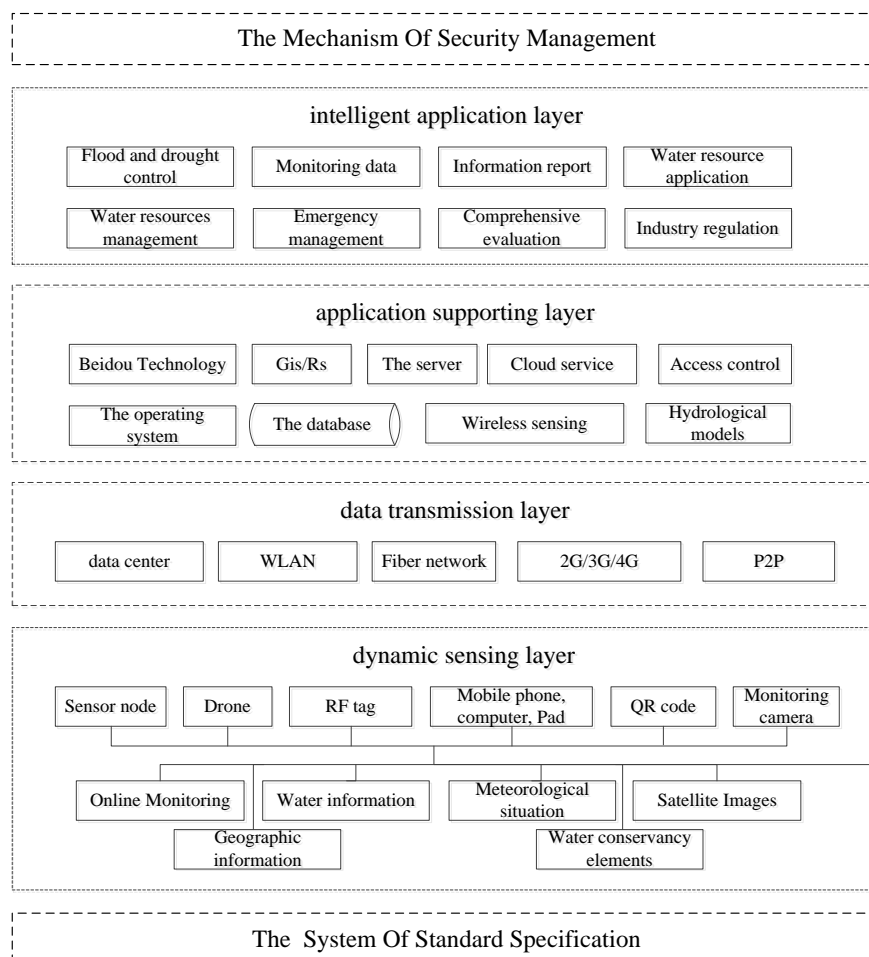 The Mechanism Of Security Management
intelligent application layer
Flood and drought
control
Monitoring data
Information report
Water resource
application
Water resources
management
Emergency
management
Comprehensive
evaluation
Industry regulation
application supporting layer
Beidou Technology
Gis/Rs
The server
Cloud service
Access control
The operating
system
The database
Wireless sensing
Hydrological
models
data transmission layer
data center
WLAN
Fiber network
2G/3G/4G
P2P
dynamic sensing layer
Sensor node
Drone
RF tag
Mobile phone,
computer, Pad
QR code
Monitoring
camera
Online Monitoring
Water information
Meteorological
situation
Satellite Images
Geographic
information
Water conservancy
elements
The System Of Standard Specification